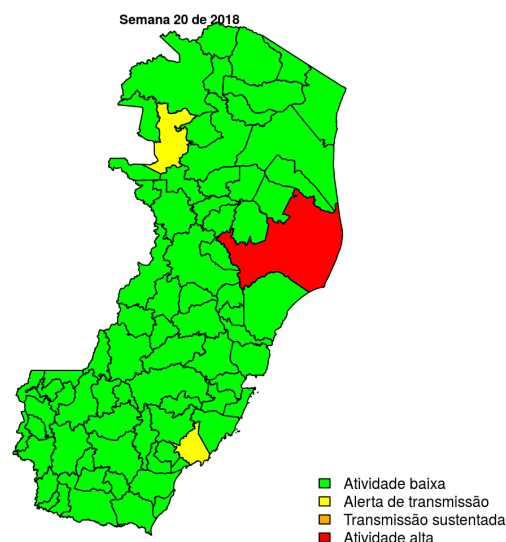 Semana 20 de 2018
Atividade baixa
Alerta de transmissão
Transmissão sustentada
Atividade alta